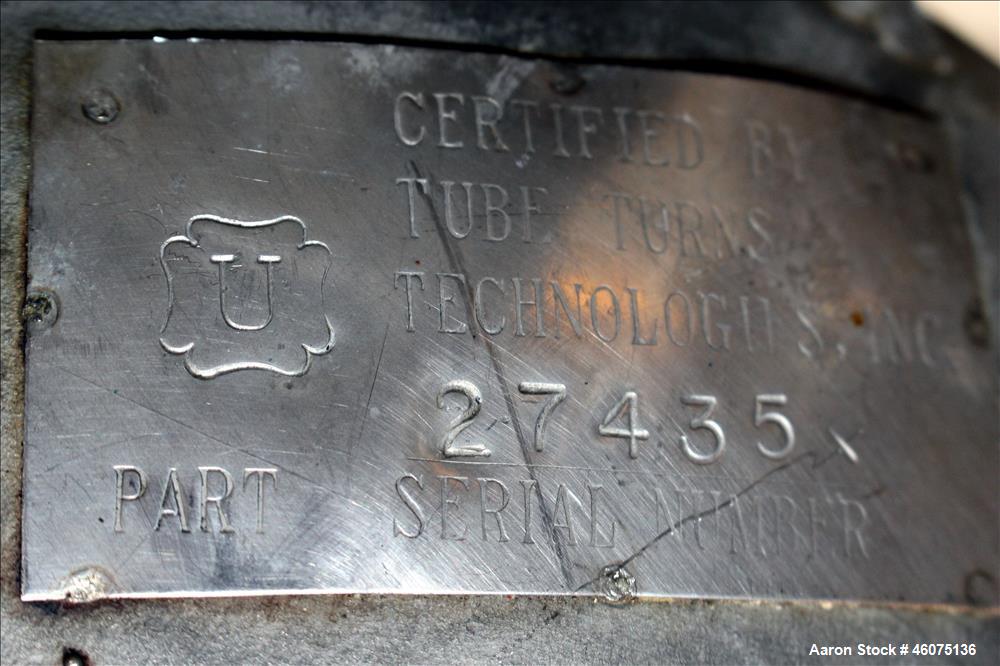 CERTIFIED BY
TUBE TURNS
TECHNOLOGIES, INC
U
27435
PART
SERIAL NUMBER
Aaron Stock # 46075136